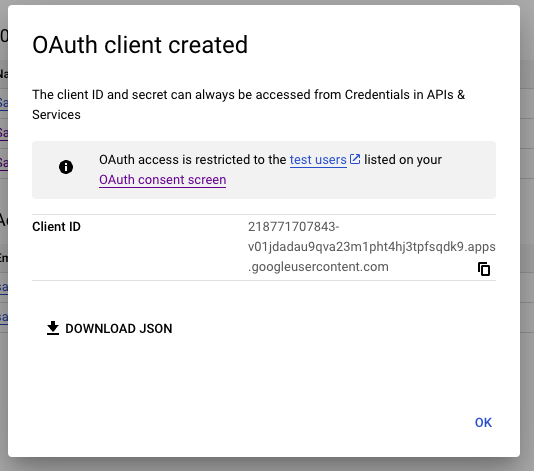 OAuth client created
The client ID and secret can always be accessed from Credentials in APIs &
Services
OAuth access is restricted to the test users listed on your
OAuth consent screen
Client ID
218771707843-
v01jdadau9qva23m1pht4hj3tpfsqdk9.apps
.googleusercontent.com
DOWNLOAD JSON
OK